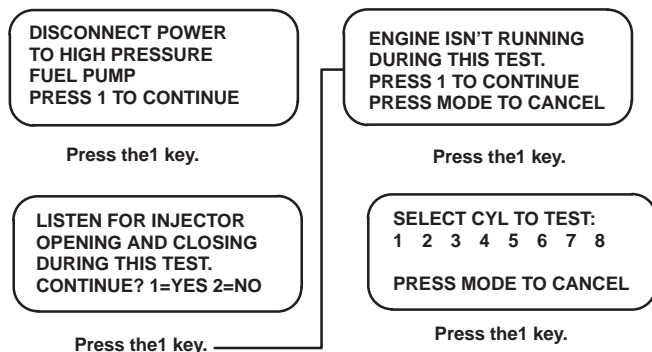 DISCONNECT POWER
TO HIGH PRESSURE
FUEL PUMP
PRESS 1 TO CONTINUE
Press the1 key.
LISTEN FOR INJECTOR
OPENING AND CLOSING
DURING THIS TEST.
CONTINUE? 1=YES 2=NO
Press the1 key.
ENGINE ISN'T RUNNING
DURING THIS TEST.
PRESS 1 TO CONTINUE
PRESS MODE TO CANCEL
Press the1 key.
SELECT CYL TO TEST:
1 2 3 4 5 6 7 8
PRESS MODE TO CANCEL
Press the1 key.